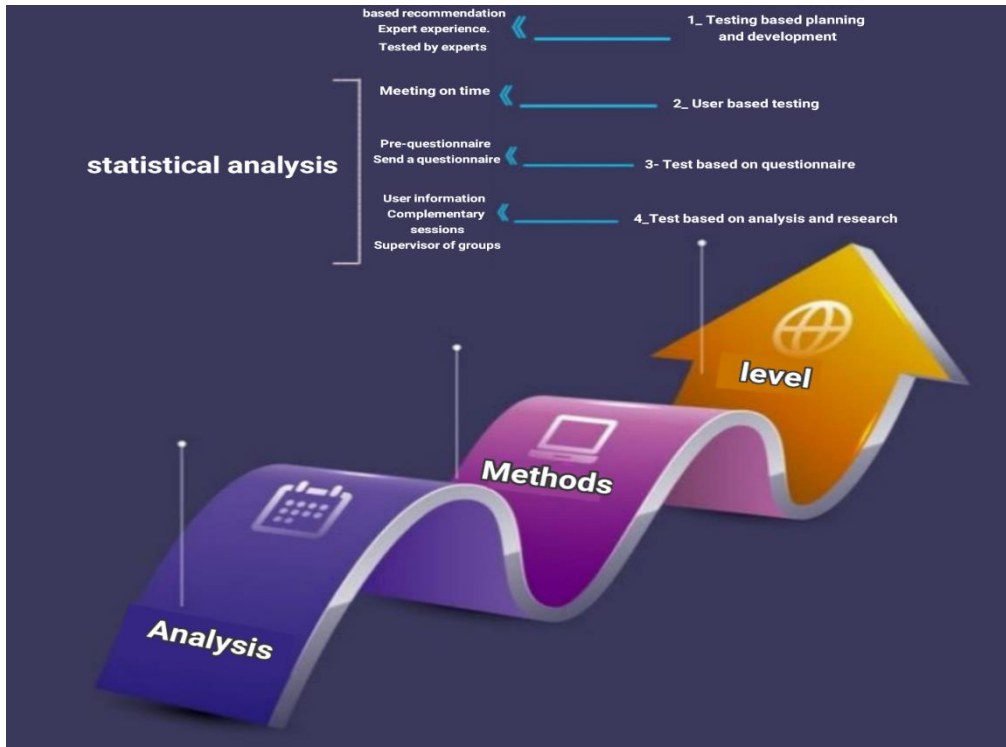 based recommendation
Expert experience.
Tested by experts
1_ Testing based planning
and development
Meeting on time
2_ User based testing
statistical analysis
Pre-questionnaire
Send a questionnaire
3- Test based on questionnaire
User information
Complementary
sessions
Supervisor of groups
4_Test based on analysis and research
level
Methods
Analysis